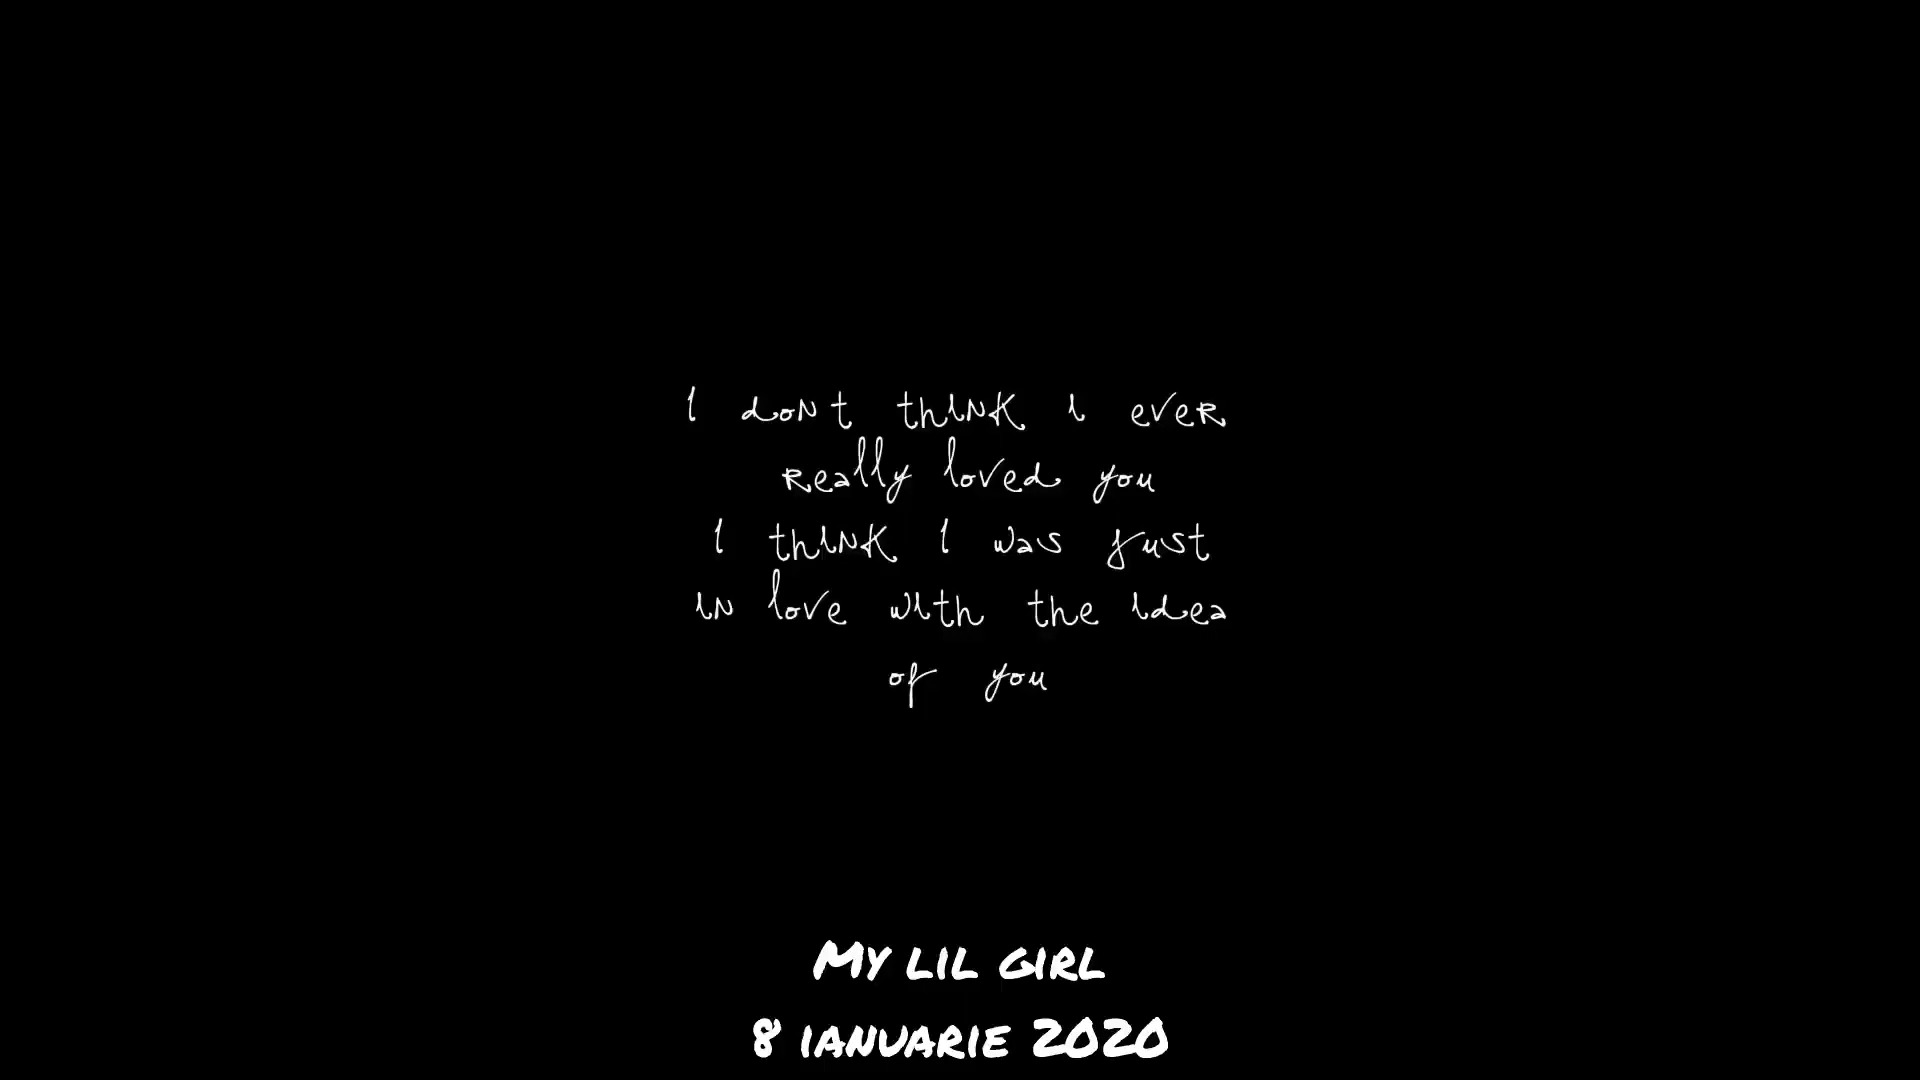 I don t think i ever
Really loved you
I think I was just
in love with the idea
of you
My lil girl
8 ianuarie 2020